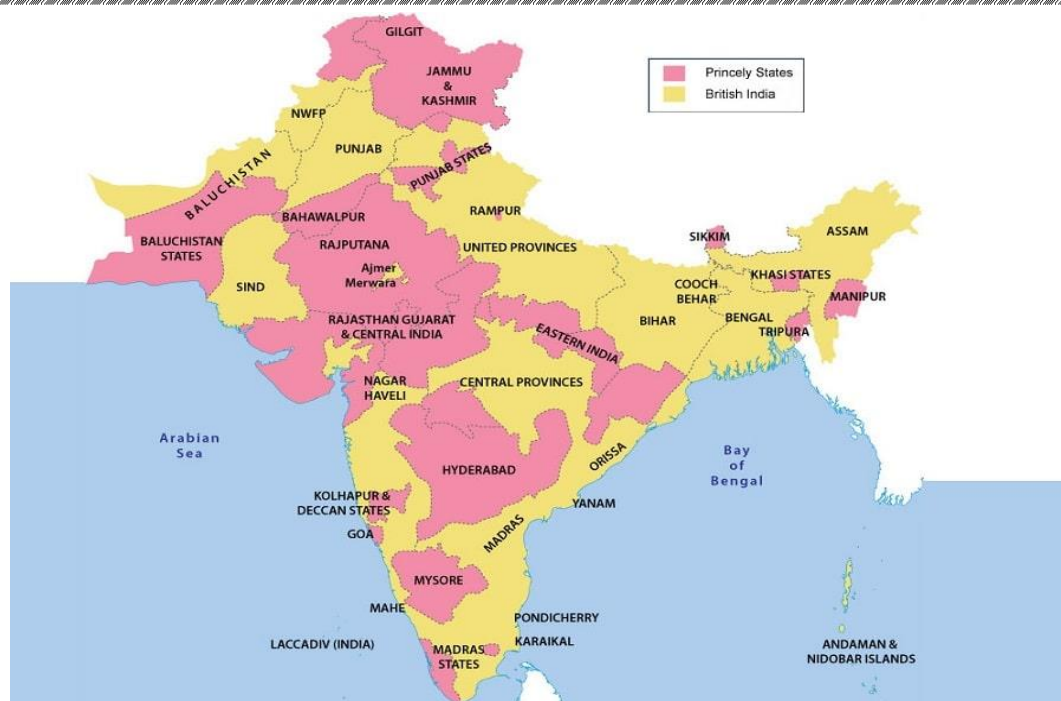 GILGIT
JAMMU
&
KASHMIR
Princely States
British India
NWFP
PUNJAB
PUNJAB STATES
BALUCHISTAN
BAHAWALPUR
RAMPUR
BALUCHISTAN
STATES
RAJPUTANA
UNITED PROVINCES
SIKKIM
ASSAM
Ajmer
Merwara
SIND
COOCH
BEHAR
KHASI STATES
MANIPUR
RAJASTHAN GUJARAT
& CENTRAL INDIA
EASTERN INDIA
BIHAR
BENGAL
TRIPURA
NAGAR
HAVELI
CENTRAL PROVINCES
Arabian
Sea
HYDERABAD
ORISSA
Bay
of
Bengal
KOLHAPUR &
DECCAN STATES
YANAM
GOA
MADRAS
MYSORE
MAHE
PONDICHERRY
LACCADIV (INDIA)
MADRAS
STATES
KARAIKAL
ANDAMAN &
NIDOBAR ISLANDS